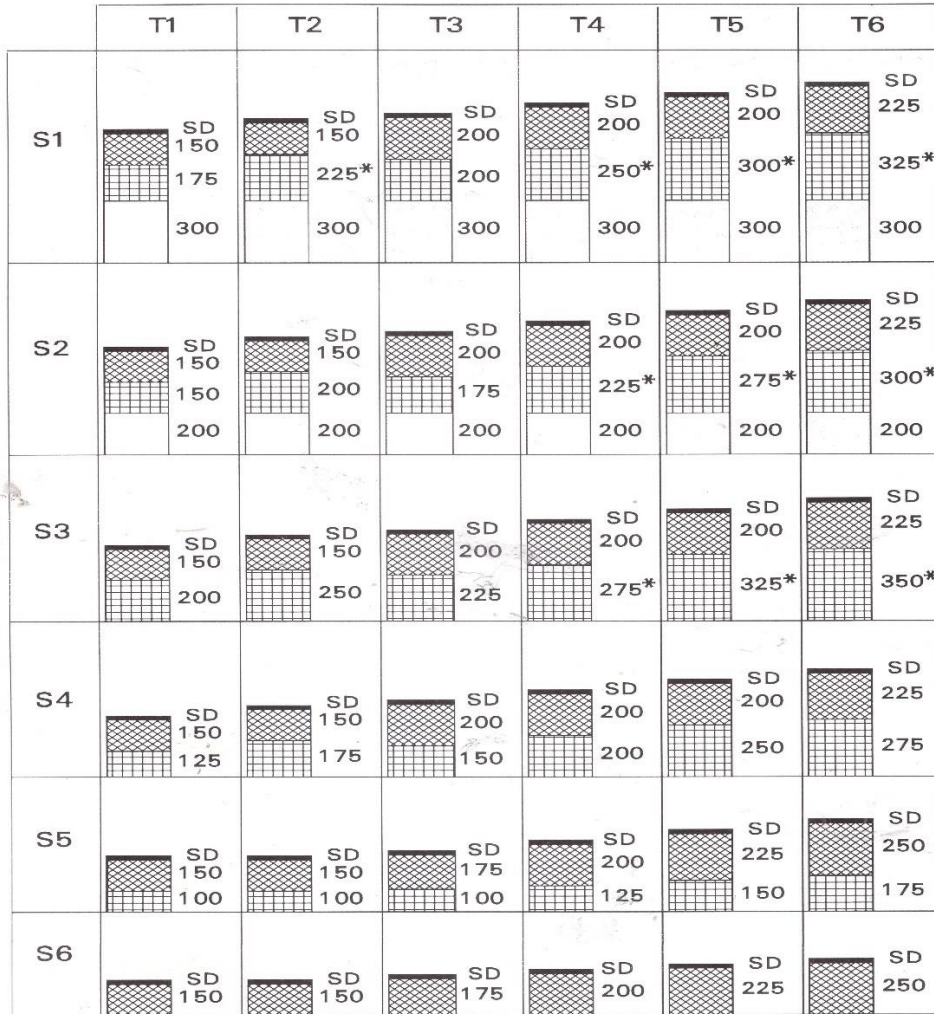 T1 T2 T3 T4 T5 T6
S1
SD SD SD SD SD SD
150 150 200 200 200 225
175 225* 200 250* 300* 325*
300 300 300 300 300 300
S2
SD SD SD SD SD SD
150 150 200 200 200 225
150 200 175 225* 275* 300*
200 200 200 200 200 200
S3
SD SD SD SD SD SD
150 150 200 200 200 225
200 250 225 275* 325* 350*
S4
SD SD SD SD SD SD
150 150 200 200 200 225
125 175 150 200 250 275
S5
SD SD SD SD SD SD
150 150 175 200 225 250
100 100 100 125 150 175
S6
SD SD SD SD SD SD
150 150 175 200 225 250